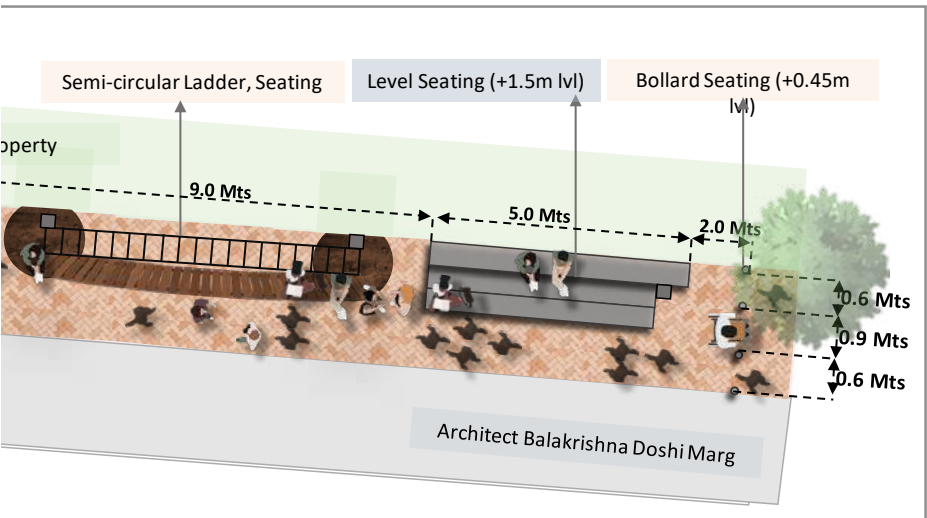 Semi-circular Ladder, Seating
Level Seating (+1.5m lvl)
Bollard Seating (+0.45m
lvl)
operty
9.0 Mts
5.0 Mts
2.0 Mts
0.6 Mts
0.9 Mts
0.6 Mts
Architect Balakrishna Doshi Marg